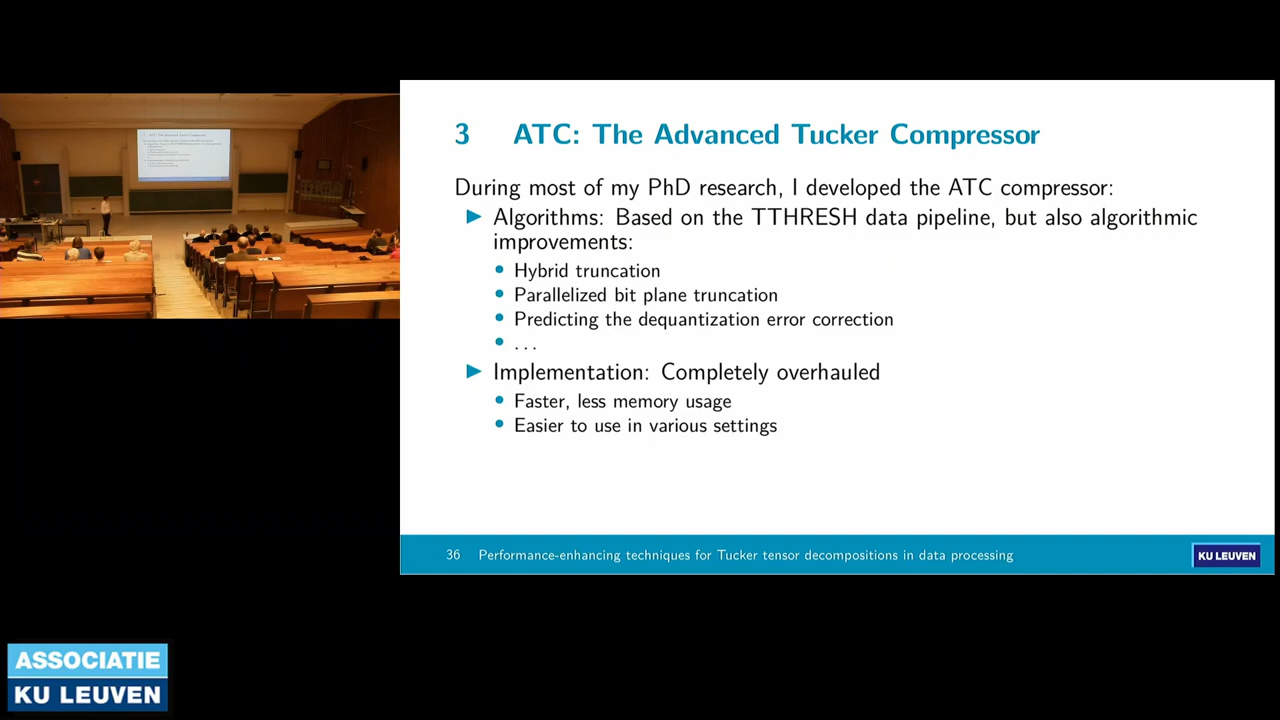 3 ATC: The Advanced Tucker Compressor
During most of my PhD research, I developed the ATC compressor:
Algorithms: Based on the TTHRESH data pipeline, but also algorithmic
improvements:
Hybrid truncation
Parallelized bit plane truncation
Predicting the dequantization error correction
...
Implementation: Completely overhauled
Faster, less memory usage
Easier to use in various settings
36 Performance-enhancing techniques for Tucker tensor decompositions in data processing
KU LEUVEN
ASSOCIATIE
KU LEUVEN